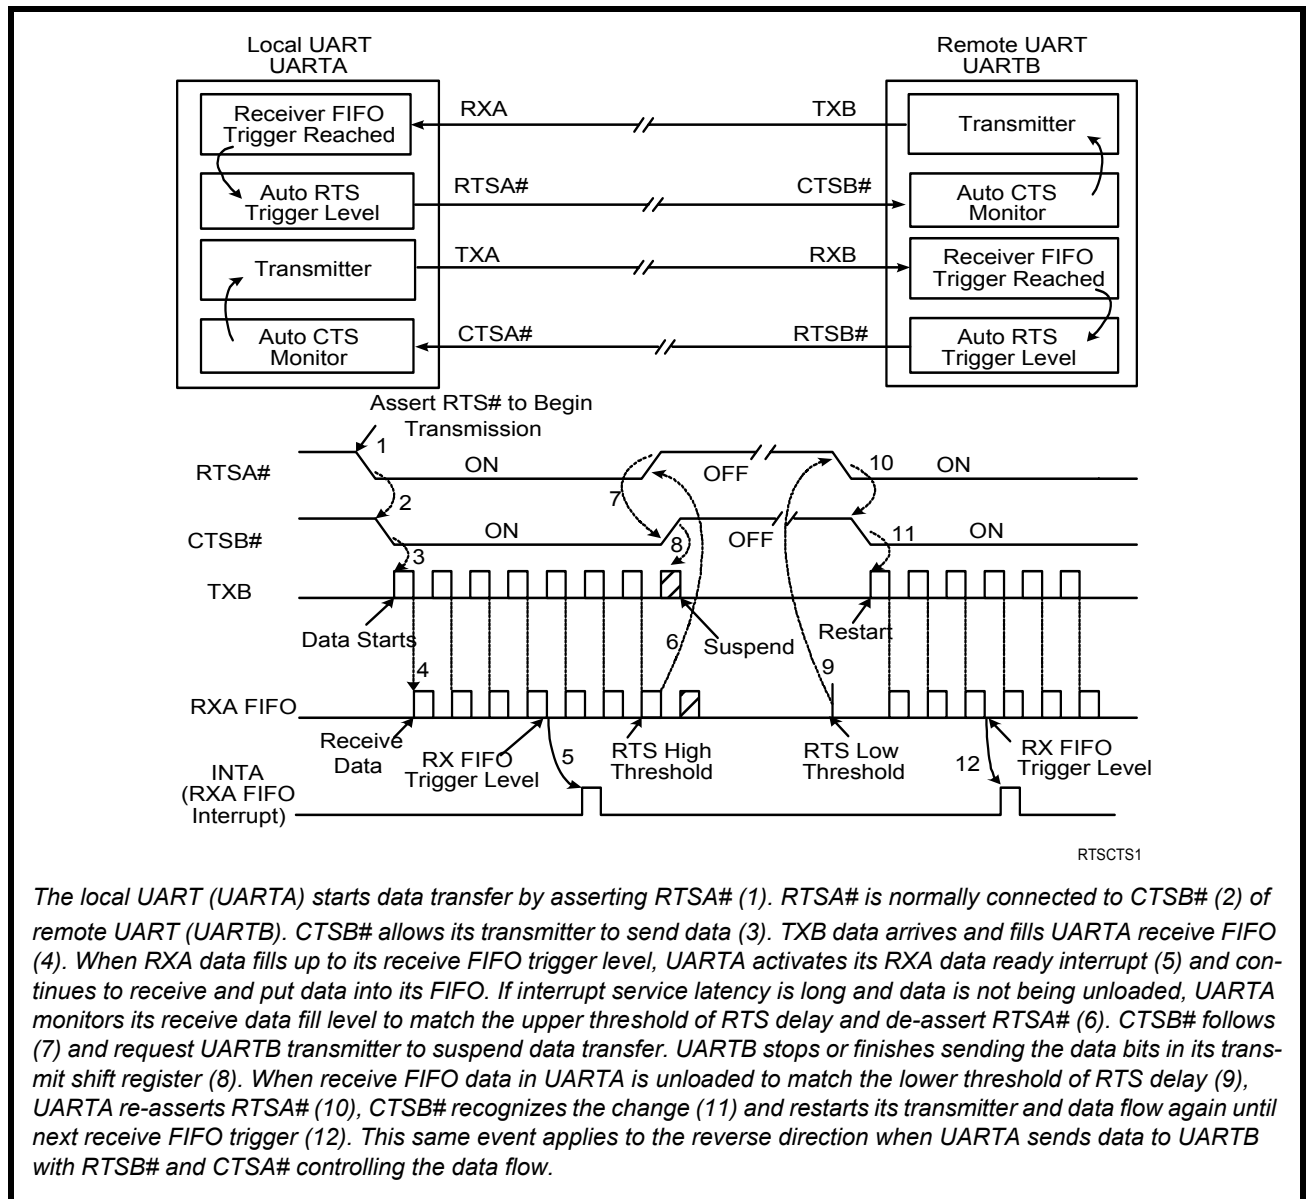 Local UART
UARTA
Remote UART
UARTB
Receiver FIFO
Trigger Reached
RXA
TXB
Transmitter
Auto RTS
Trigger Level
RTSA#
CTSB#
Auto CTS
Monitor
Transmitter
TXA
RXB
Receiver FIFO
Trigger Reached
Auto CTS
Monitor
CTSA#
RTSB#
Auto RTS
Trigger Level
Assert RTS# to Begin
Transmission
1
RTSA#
ON
OFF
10
ON
2
7
CTSB#
ON
8
OFF
11
ON
3
TXB
Data Starts
Suspend
Restart
4
6
9
RXA FIFO
Receive
Data
RX FIFO
Trigger Level
5
RTS High
Threshold
RTS Low
Threshold
12
RX FIFO
Trigger Level
INTA
(RXA FIFO
Interrupt)
RTSCTS1
The local UART (UARTA) starts data transfer by asserting RTSA# (1). RTSA# is normally connected to CTSB# (2) of
remote UART (UARTB). CTSB# allows its transmitter to send data (3). TXB data arrives and fills UARTA receive FIFO
(4). When RXA data fills up to its receive FIFO trigger level, UARTA activates its RXA data ready interrupt (5) and con-
tinues to receive and put data into its FIFO. If interrupt service latency is long and data is not being unloaded, UARTA
monitors its receive data fill level to match the upper threshold of RTS delay and de-assert RTSA# (6). CTSB# follows
(7) and request UARTB transmitter to suspend data transfer. UARTB stops or finishes sending the data bits in its trans-
mit shift register (8). When receive FIFO data in UARTA is unloaded to match the lower threshold of RTS delay (9),
UARTA re-asserts RTSA# (10), CTSB# recognizes the change (11) and restarts its transmitter and data flow again until
next receive FIFO trigger (12). This same event applies to the reverse direction when UARTA sends data to UARTB
with RTSB# and CTSA# controlling the data flow.